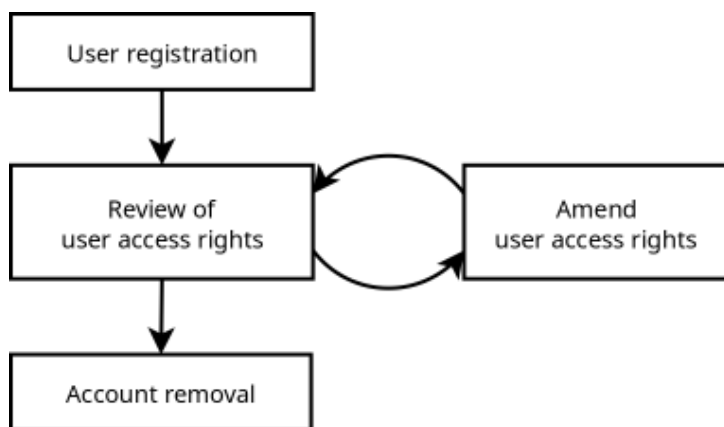 User registration
Review of
user access rights
Amend
user access rights
Account removal